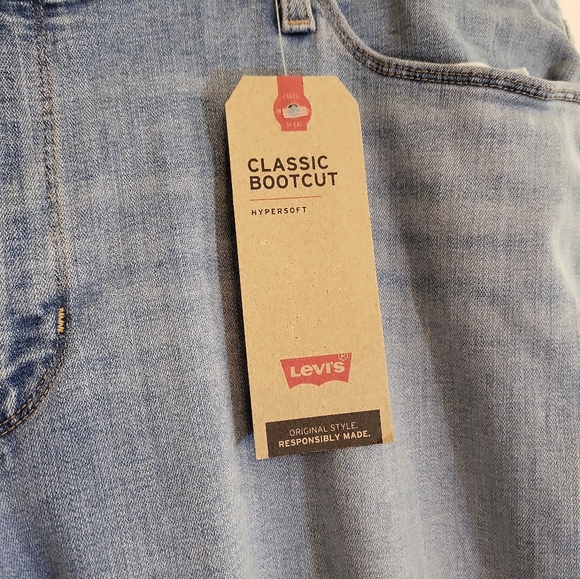 CLASSIC
BOOTCUT
HYPERSOFT
Levi's®
ORIGINAL STYLE.
RESPONSIBLY MADE.